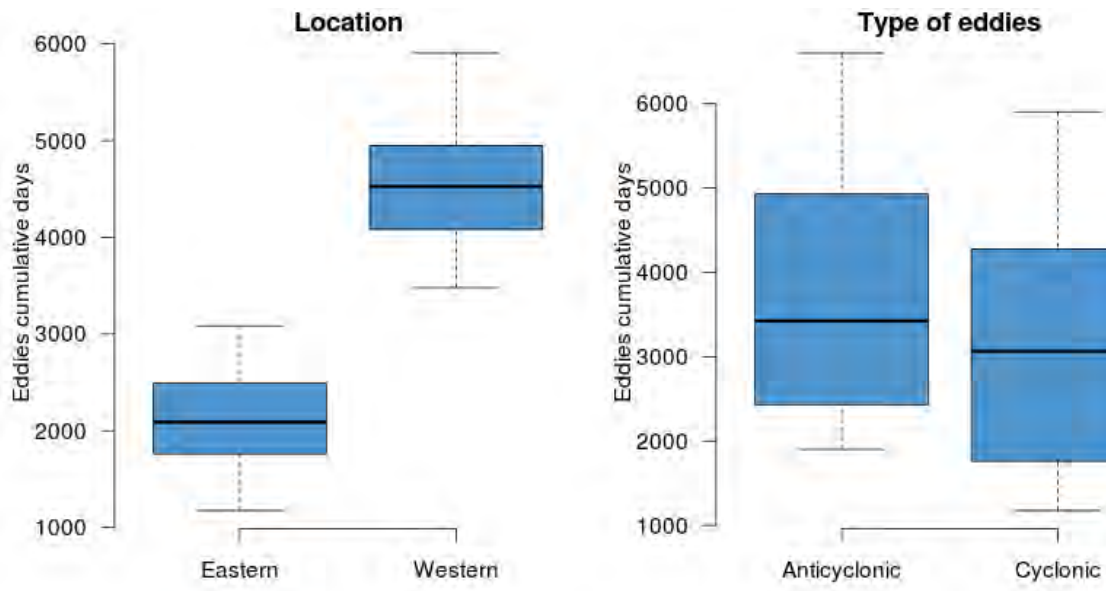 Location
Eddies cumulative days
6000
5000
4000
3000
2000
1000
Eastern Western
Type of eddies
Eddies cumulative days
6000
5000
4000
3000
2000
1000
Anticyclonic Cyclonic